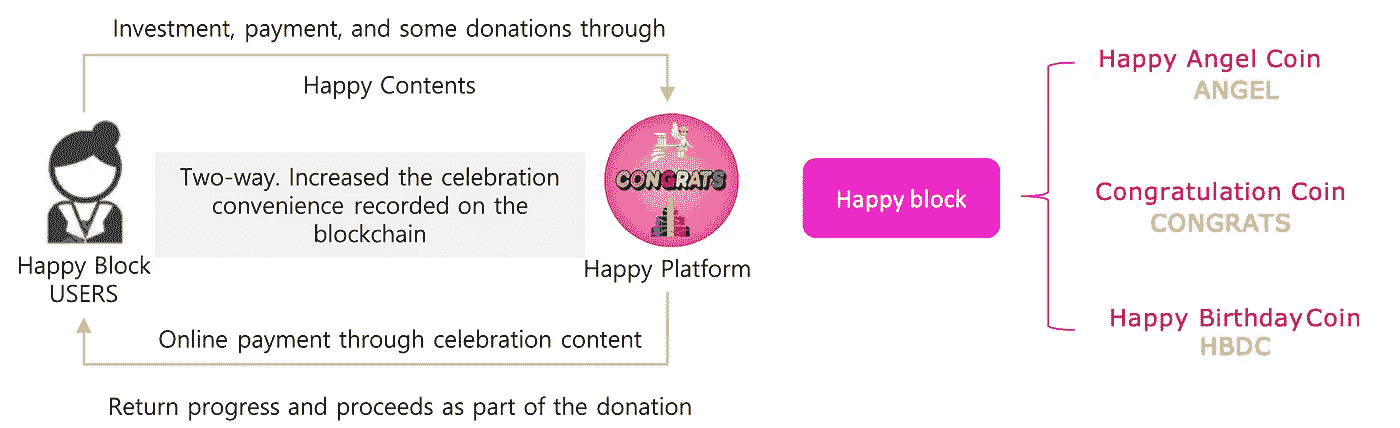 Investment, payment, and some donations through
Happy Contents
Two-way. Increased the celebration
convenience recorded on the
blockchain
CONGRATS
Happy Block
USERS
Happy Platform
Online payment through celebration content
Return progress and proceeds as part of the donation
Happy block
Happy Angel Coin
ANGEL
Congratulation Coin
CONGRATS
Happy Birthday Coin
HBDC